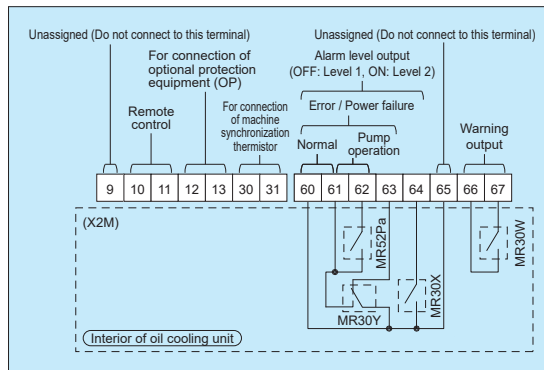 Unassigned (Do not connect to this terminal)
Unassigned (Do not connect to this terminal)
For connection of
optional protection
equipment (OP)
Alarm level output
(OFF: Level 1, ON: Level 2)
Remote
control
For connection
of machine
synchronization
thermistor
Error / Power failure
Normal
Pump
operation
Warning
output
9 10 11 12 13 30 31 60 61 62 63 64 65 66 67
(X2M)
MR52Pa
MR30W
MR30X
MR30Y
Interior of oil cooling unit